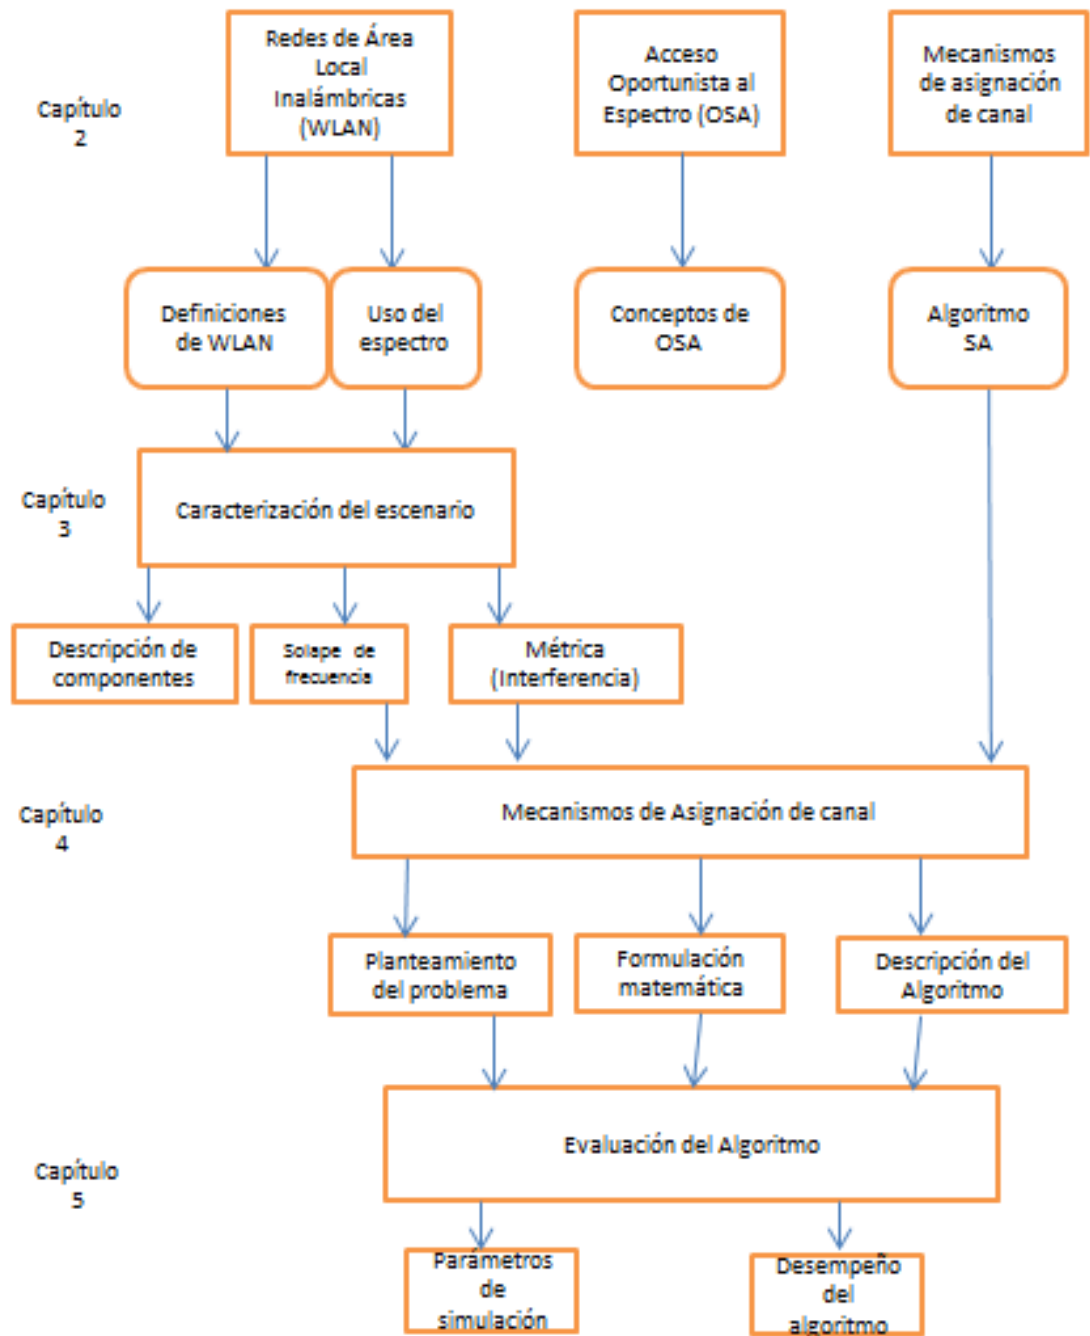 Capítulo
2
Redes de Área
Local
Inalámbricas
(WLAN)
Acceso
Oportunista al
Espectro (OSA)
Mecanismos
de asignación
de canal
Definiciones
de WLAN
Uso del
espectro
Conceptos de
OSA
Algoritmo
SA
Capítulo
3
Caracterización del escenario
Descripción de
componentes
Solape de
frecuencia
Métrica
(Interferencia)
Capítulo
4
Mecanismos de Asignación de canal
Planteamiento
del problema
Formulación
matemática
Descripción del
Algoritmo
Capítulo
5
Evaluación del Algoritmo
Parámetros
de
simulación
Desempeño
del
algoritmo